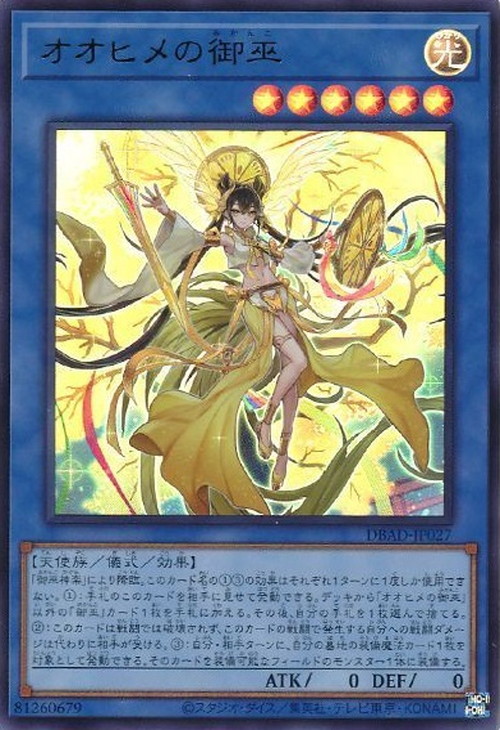 みかんこ
オオヒメの御巫
光
DBAD-JP027
【天使族／儀式／効果】
「御巫神楽」により降臨。このカード名の①③の効果はそれぞれ1ターンに1度しか使用でき
ない。①：手札のこのカードを相手に見せて発動できる。デッキから「オオヒメの御巫」
以外の「御巫」カード1枚を手札に加える。その後、自分の手札を1枚選んで捨てる。
②：このカードは戦闘では破壊されず、このカードの戦闘で発生する自分への戦闘ダメー
ジは代わりに相手が受ける。③：自分・相手ターンに、自分の墓地の装備魔法カード1枚を
対象として発動できる。そのカードを装備可能なフィールドのモンスター1体に装備する。
ATK/ 0 DEF/ 0
81260679 ©スタジオ・ダイス／集英社・テレビ東京・KONAMI